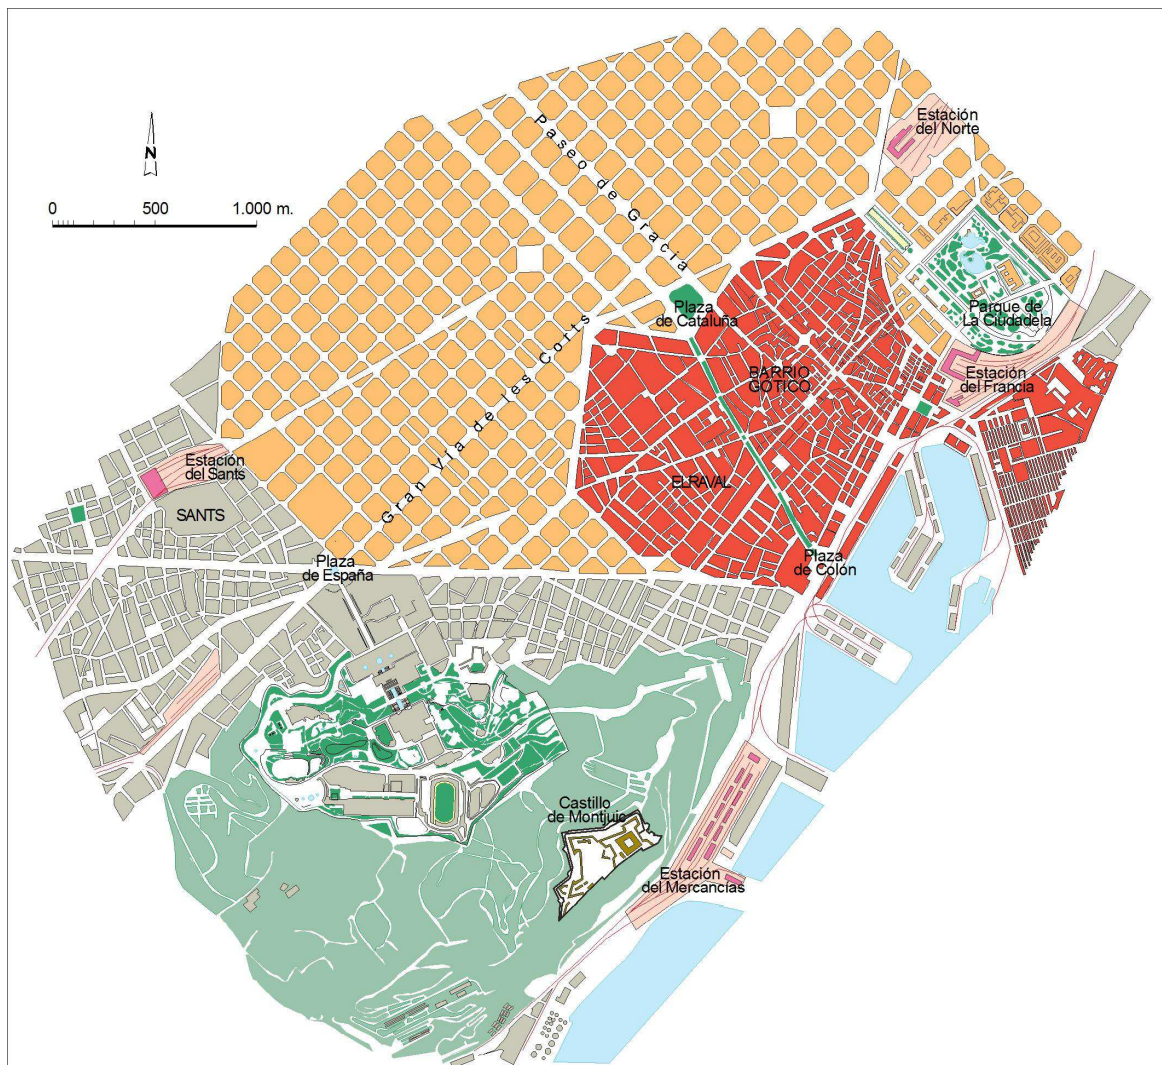 Estación
del Norte
N
0 500 1.000 m.
Paseo de Gracia
Plaza
de Cataluña
Parque de
La Ciudadela
Gran Vía de les Corts
BARRIO
GOTICO
Estación
del Francia
Estación
del Sants
ELRAVAL
SANTS
Plaza
de España
Plaza
de Colón
Castillo
de Montjuic
Estación
del Mercancías